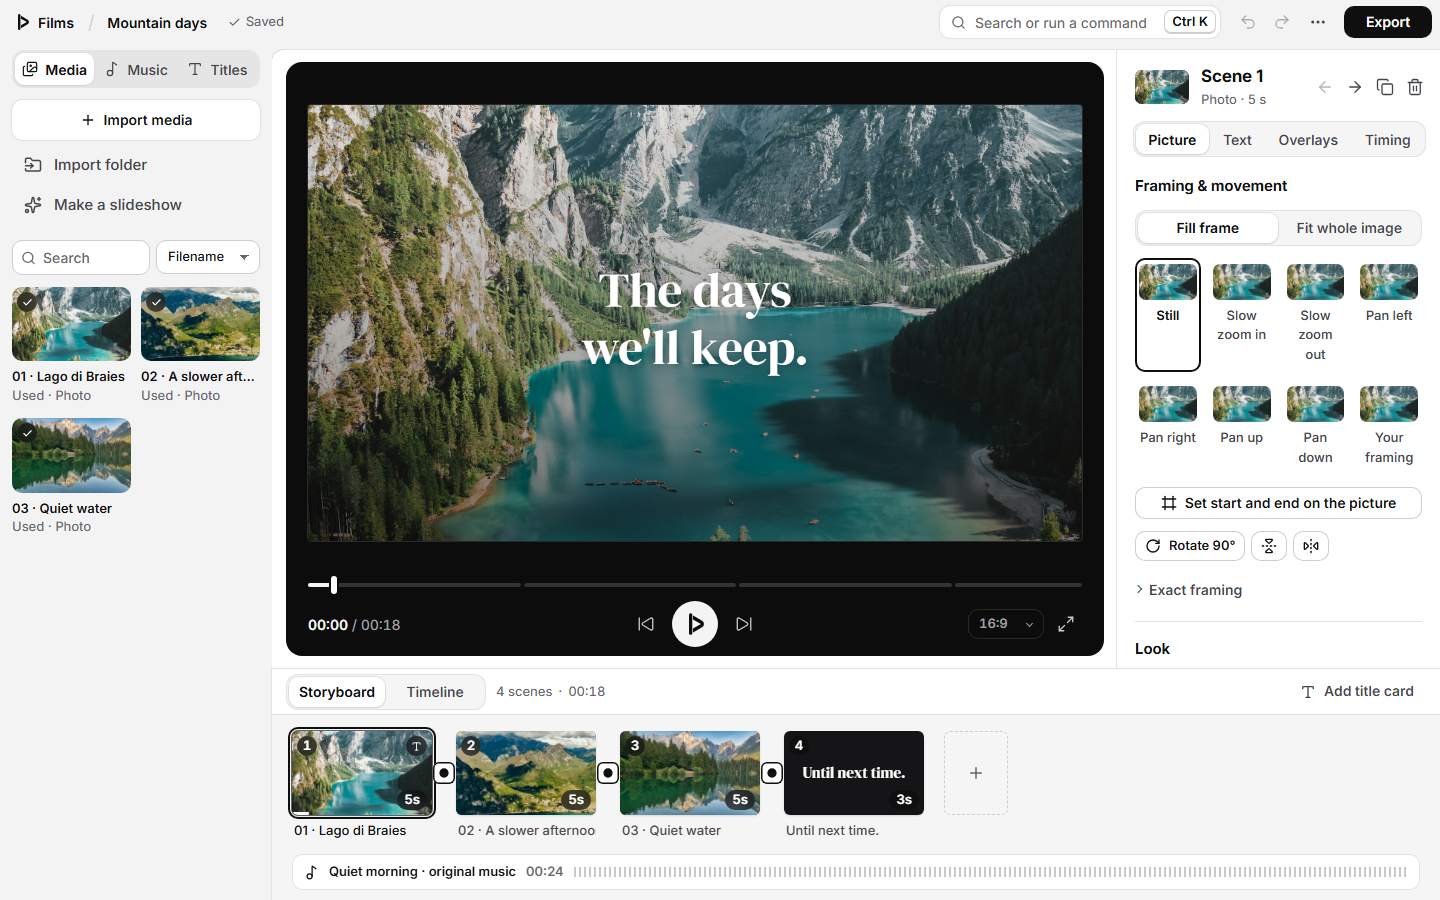 Films / Mountain days
Saved
Search or run a command Ctrl K
Export
Media Music Titles
Import media
Import folder
Make a slideshow
Search Filename
01 · Lago di Braies
Used · Photo
02 · A slower aft...
Used · Photo
03 · Quiet water
Used · Photo
The days
we'll keep.
00:00 / 00:18
16:9
Scene 1
Photo · 5 s
Picture Text Overlays Timing
Framing & movement
Fill frame Fit whole image
Still
Slow
zoom in
Slow
zoom
out
Pan left
Pan right
Pan up
Pan
down
Your
framing
Set start and end on the picture
Rotate 90°
Exact framing
Look
Storyboard Timeline 4 scenes · 00:18
Add title card
1 T 5s
01 · Lago di Braies
2 5s
02 · A slower afternoo
3 5s
03 · Quiet water
4
Until next time.
3s
Until next time.
Quiet morning · original music 00:24